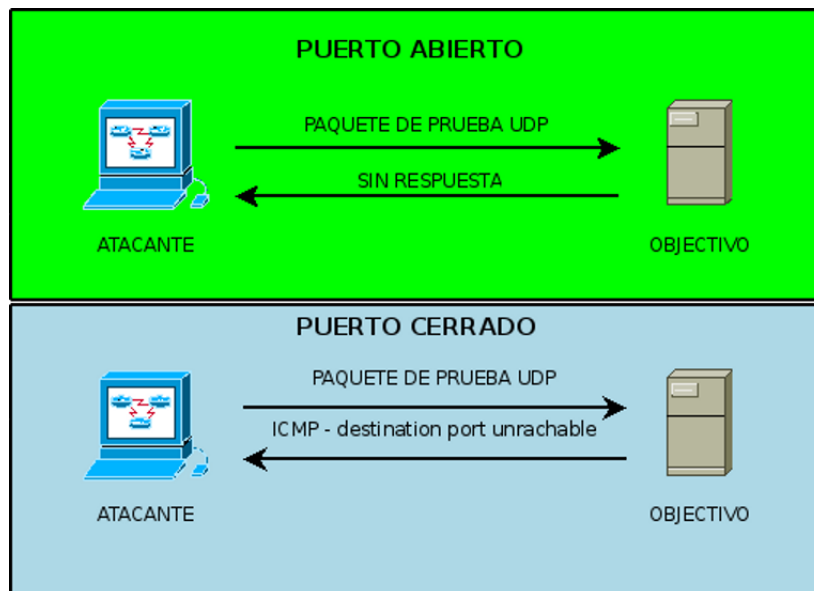 PUERTO ABIERTO
PAQUETE DE PRUEBA UDP
SIN RESPUESTA
ATACANTE
OBJECTIVO
PUERTO CERRADO
PAQUETE DE PRUEBA UDP
ICMP - destination port unrachable
ATACANTE
OBJECTIVO